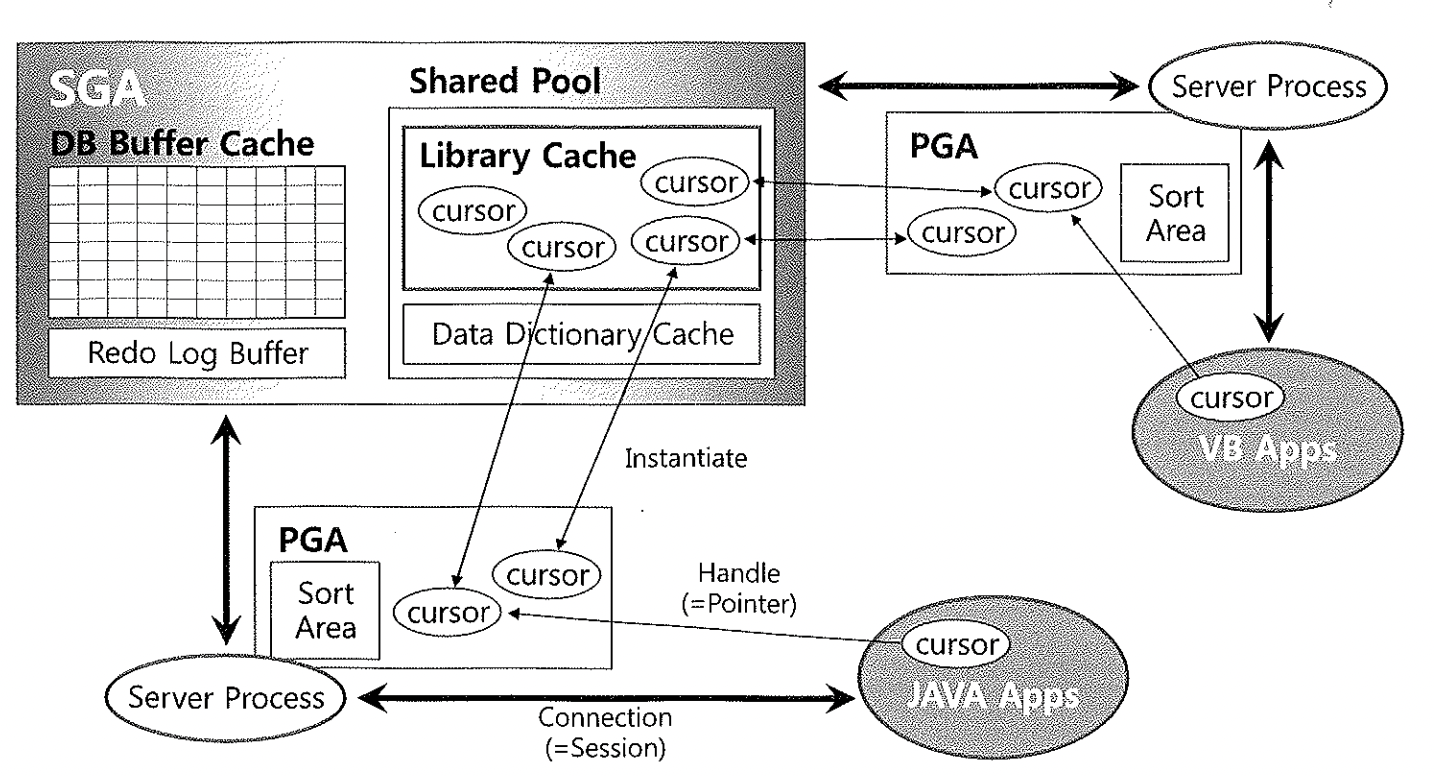 SGA
DB Buffer Cache
Redo Log Buffer
Shared Pool
Library Cache
cursor
cursor
cursor
cursor
Data Dictionary Cache
Server Process
PGA
cursor
cursor
Sort
Area
cursor
VB Apps
Instantiate
PGA
Sort
Area
cursor
cursor
Server Process
Handle
(=Pointer)
cursor
JAVA Apps
Connection
(=Session)